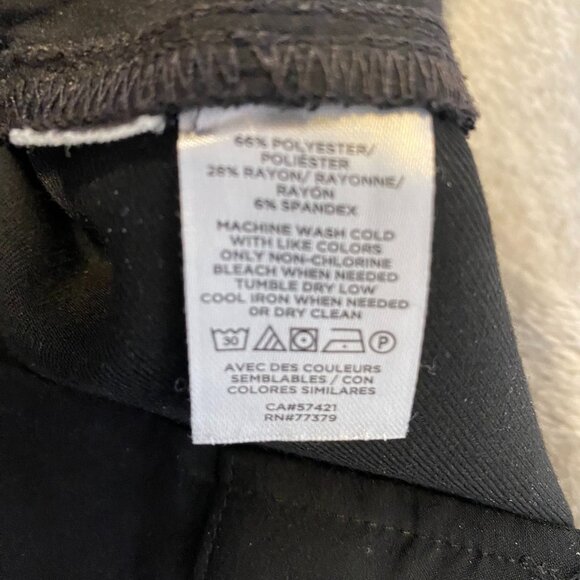 66% POLYESTER/
POLIÉSTER
28% RAYON/ RAYONNE/
RAYÓN
6% SPANDEX
MACHINE WASH COLD
WITH LIKE COLORS
ONLY NON-CHLORINE
BLEACH WHEN NEEDED
TUMBLE DRY LOW
COOL IRON WHEN NEEDED
OR DRY CLEAN
30 P
AVEC DES COULEURS
SEMBLABLES / CON
COLORES SIMILARES
CA#57421
RN#77379